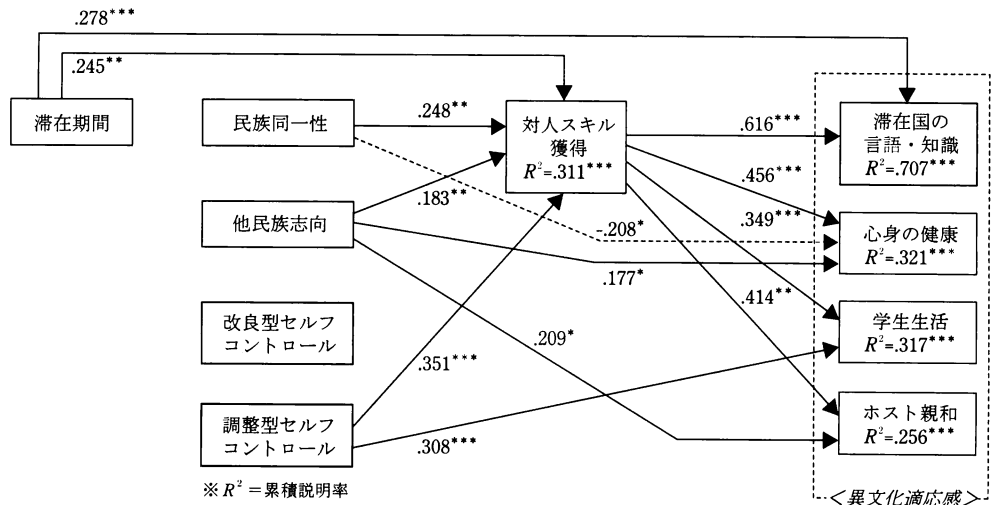 .278***
.245**
滞在期間
民族同一性
.248**
対人スキル
獲得
R²=.311***
.616***
滞在国の
言語・知識
R²=.707***
.456***
.183**
他民族志向
-.208*
.349***
心身の健康
R²=.321***
.177*
.414**
改良型セルフ
コントロール
.209*
学生生活
R²=.317***
.351***
調整型セルフ
コントロール
.308***
ホスト親和
R²=.256***
※R²=累積説明率
<異文化適応感>